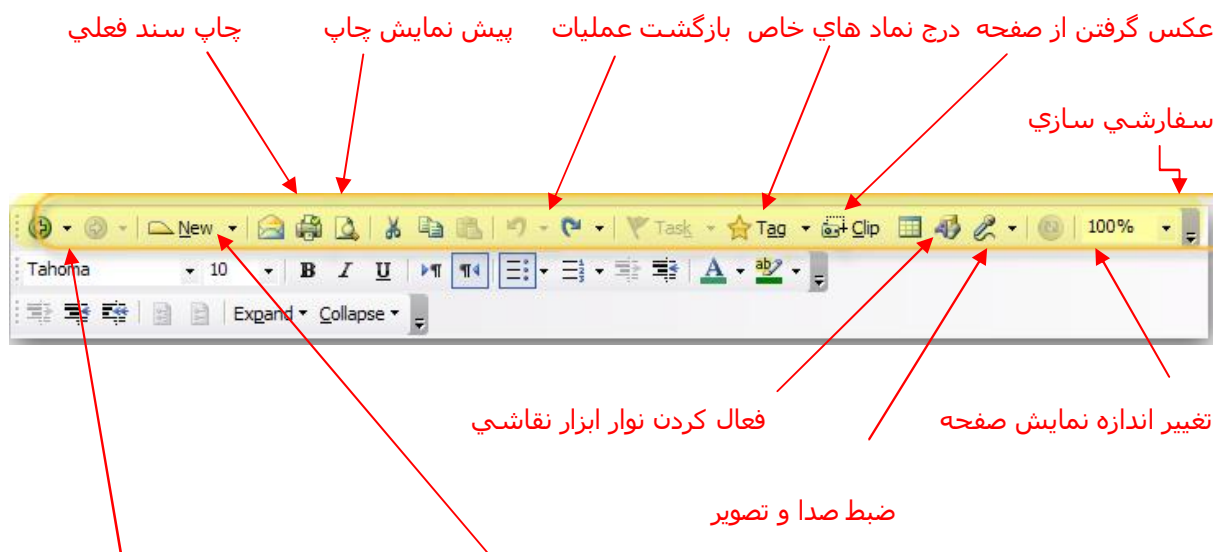 عكس گرفتن از صفحه درج نماد هاي خاص بازگشت عمليات پيش نمايش چاپ چاپ سند فعلي
سفارشي سازي
New Task Tag Clip 100%
Tahoma 10 B I U A ab
Expand Collapse
تغيير اندازه نمايش صفحه فعال كردن نوار ابزار نقاشي
ضبط صدا و تصوير